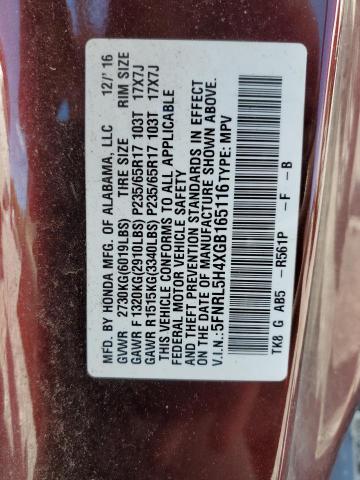 MFD. BY HONDA MFG. OF ALABAMA, LLC 12/' 16
GVWR 2730KG(6019LBS) TIRE SIZE RIM SIZE
GAWR F 1320KG(2910LBS) P235/65R17 103T 17X7J
GAWR R1515KG(3340LBS) P235/65R17 103T 17X7J
THIS VEHICLE CONFORMS TO ALL APPLICABLE
FEDERAL MOTOR VEHICLE SAFETY
AND THEFT PREVENTION STANDARDS IN EFFECT
ON THE DATE OF MANUFACTURE SHOWN ABOVE.
V.I.N.:5FNRL5H4XGB165116 TYPE: MPV
TK8 G AB5 -R561P -F -B